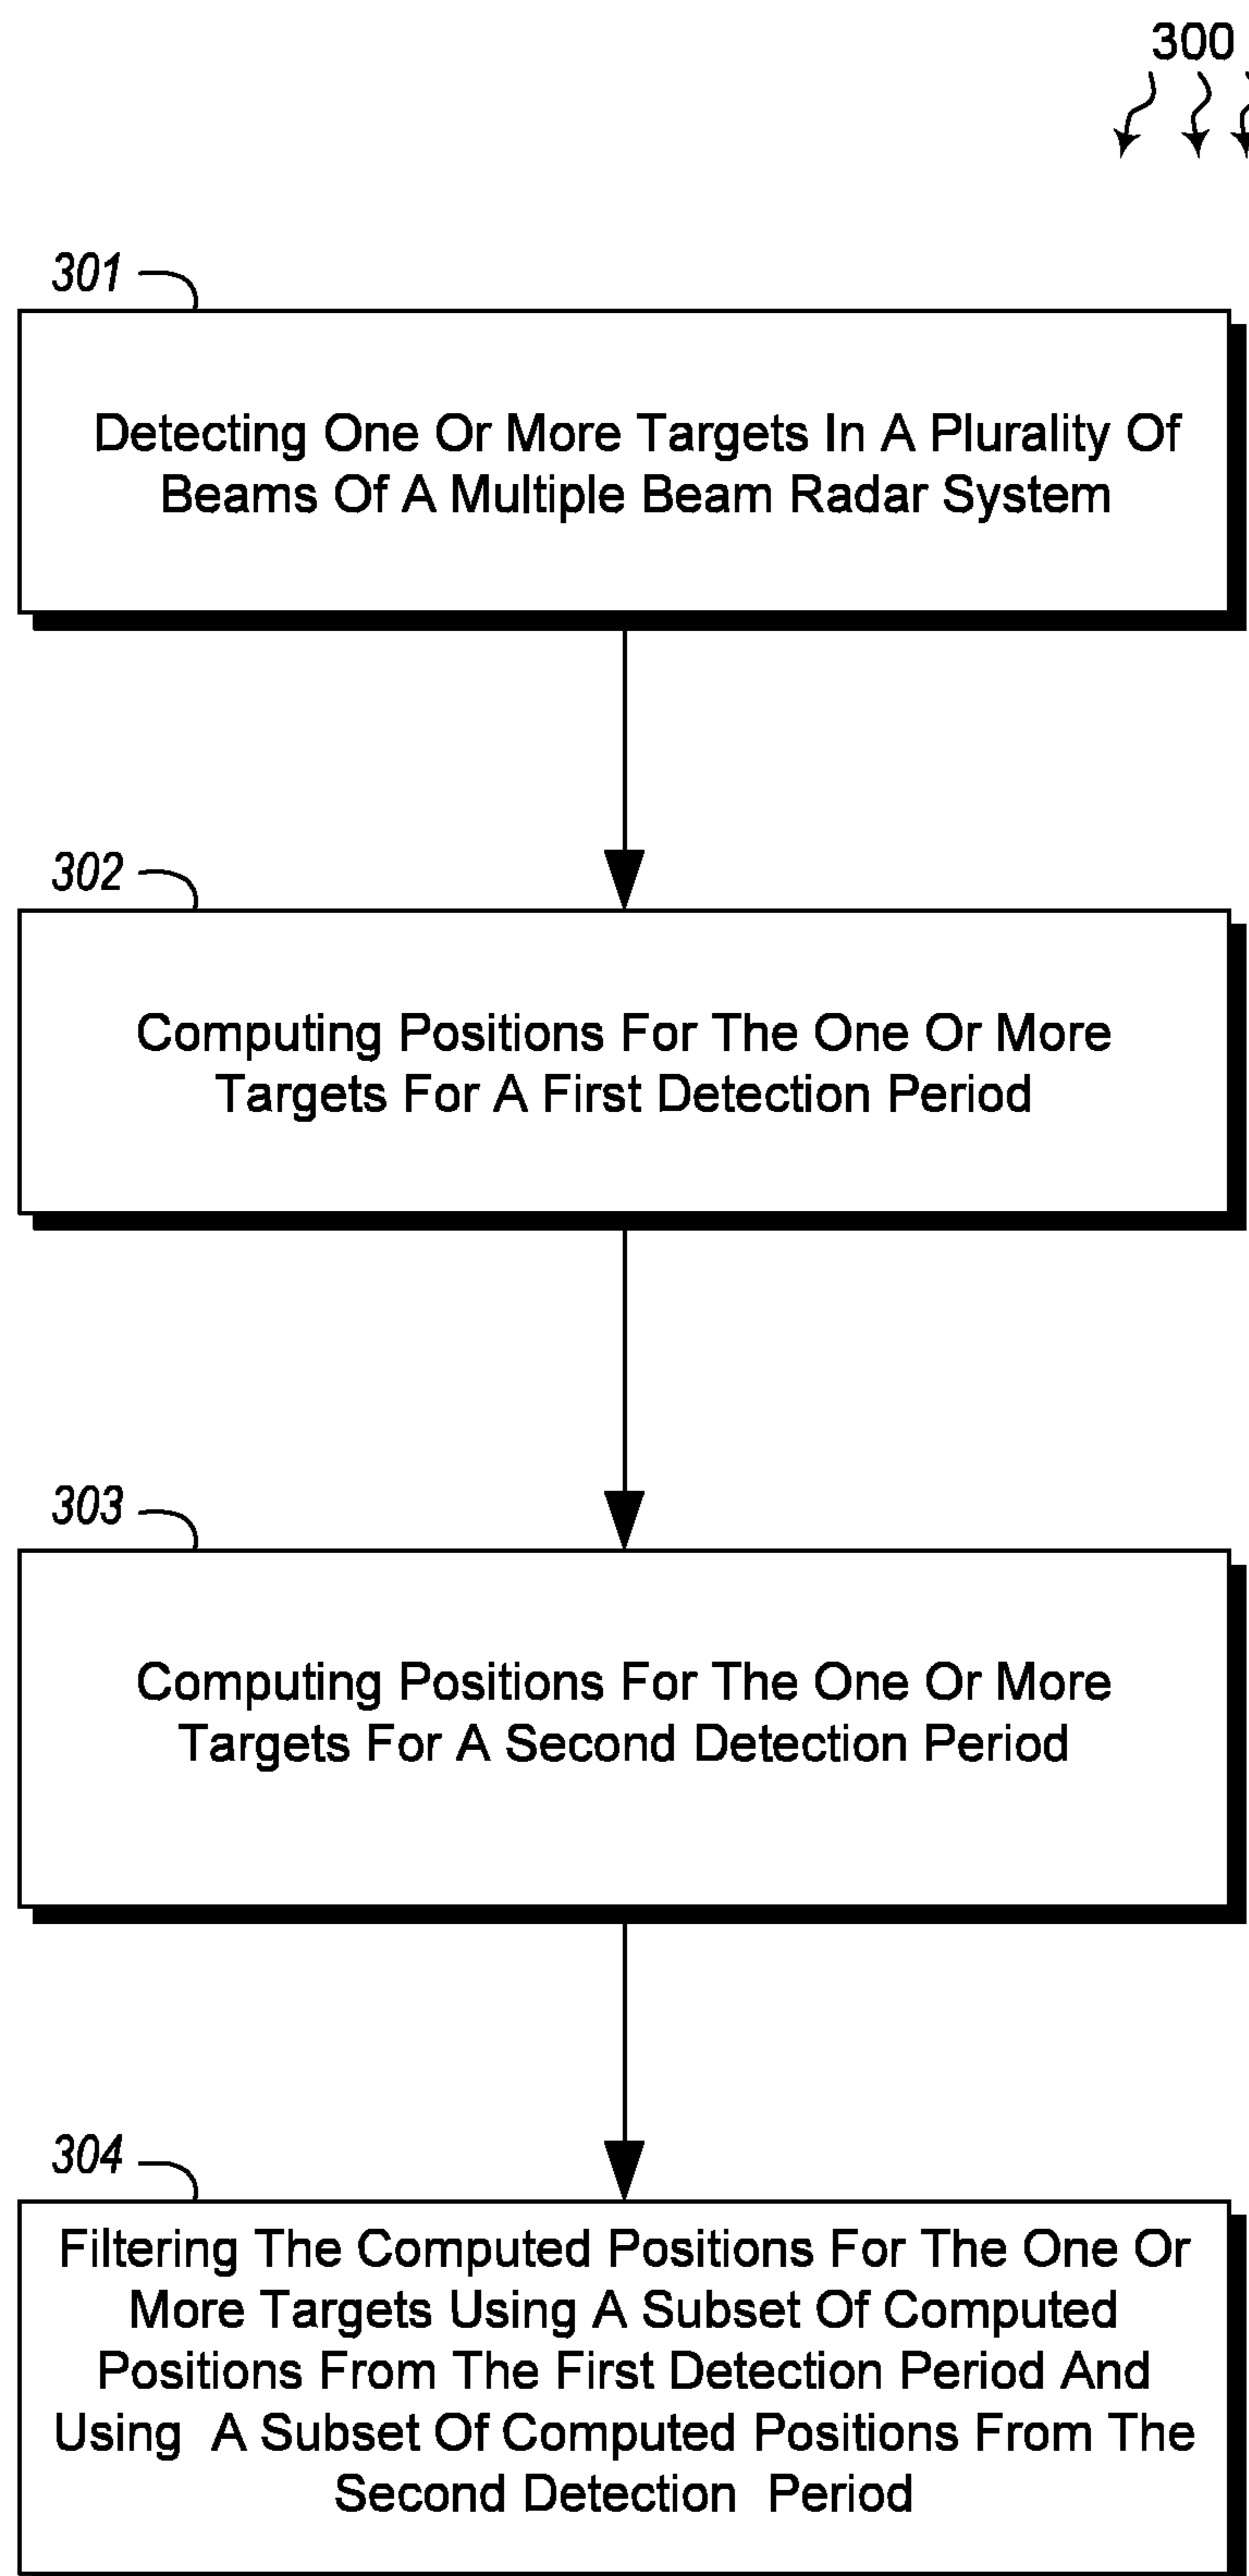 300
301
Detecting One Or More Targets In A Plurality Of
Beams Of A Multiple Beam Radar System
302
Computing Positions For The One Or More
Targets For A First Detection Period
303
Computing Positions For The One Or More
Targets For A Second Detection Period
304
Filtering The Computed Positions For The One Or
More Targets Using A Subset Of Computed
Positions From The First Detection Period And
Using A Subset Of Computed Positions From The
Second Detection Period